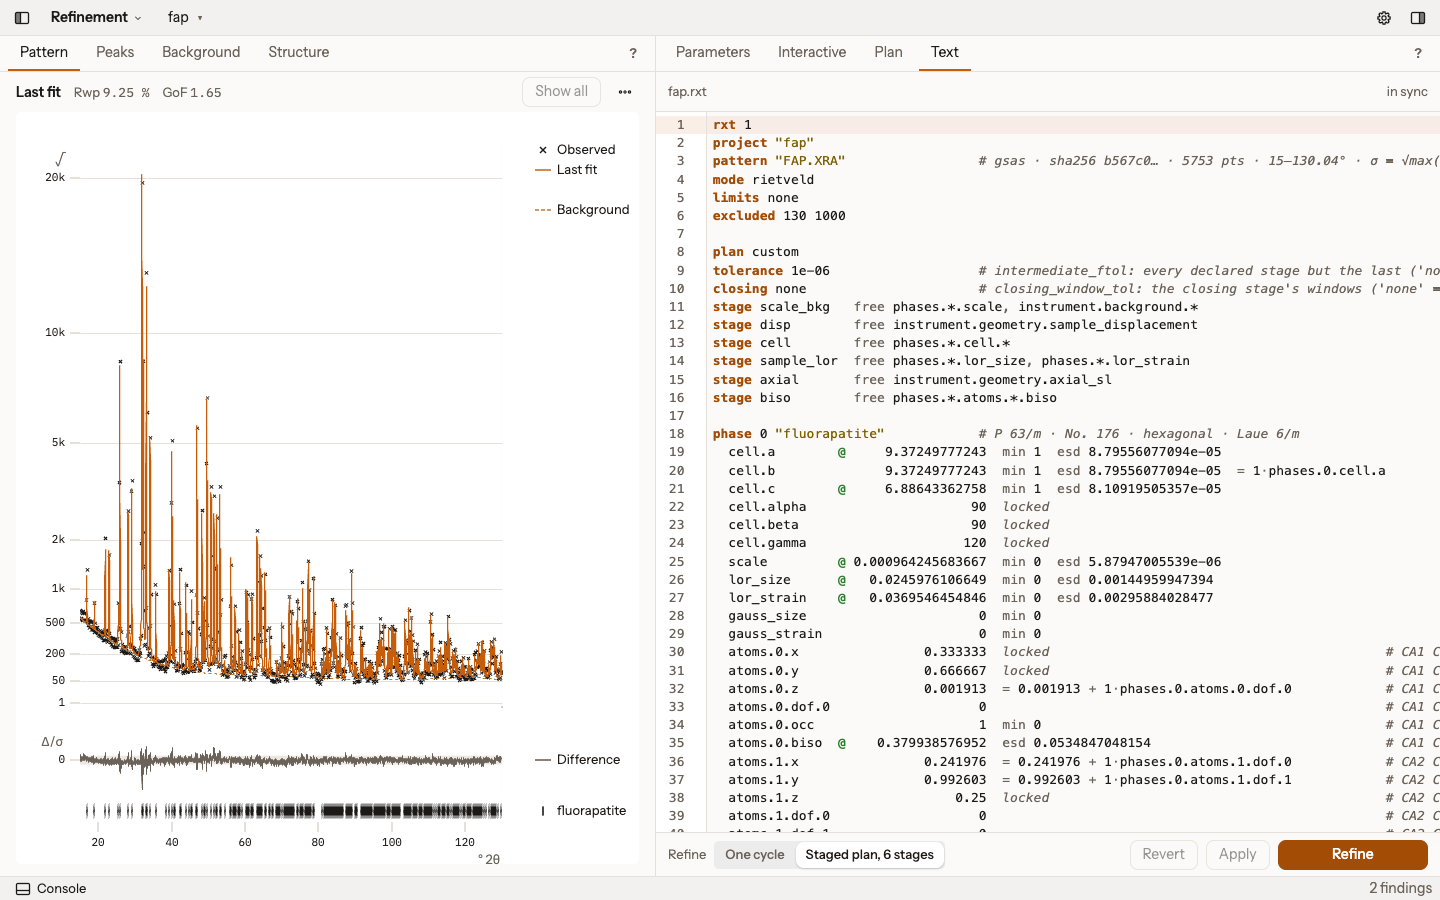 Refinement fap
Pattern Peaks Background Structure ?
Last fit Rwp 9.25 % GoF 1.65 Show all •••
√
20k
10k
5k
2k
1k
500
200
50
1
Δ/σ
0
20 40 60 80 100 120
°2θ
× Observed
Last fit
Background
Difference
fluorapatite
Parameters Interactive Plan Text ?
fap.rxt in sync
1 rxt 1
2 project "fap"
3 pattern "FAP.XRA" # gsas · sha256 b567c0… · 5753 pts · 15–130.04° · σ = √max(
4 mode rietveld
5 limits none
6 excluded 130 1000
7
8 plan custom
9 tolerance 1e-06 # intermediate_ftol: every declared stage but the last ('no
10 closing none # closing_window_tol: the closing stage's windows ('none' =
11 stage scale_bkg free phases.*.scale, instrument.background.*
12 stage disp free instrument.geometry.sample_displacement
13 stage cell free phases.*.cell.*
14 stage sample_lor free phases.*.lor_size, phases.*.lor_strain
15 stage axial free instrument.geometry.axial_sl
16 stage biso free phases.*.atoms.*.biso
17
18 phase 0 "fluorapatite" # P 63/m · No. 176 · hexagonal · Laue 6/m
19 cell.a @ 9.37249777243 min 1 esd 8.79556077094e-05
20 cell.b 9.37249777243 min 1 esd 8.79556077094e-05 = 1·phases.0.cell.a
21 cell.c @ 6.88643362758 min 1 esd 8.10919505357e-05
22 cell.alpha 90 locked
23 cell.beta 90 locked
24 cell.gamma 120 locked
25 scale @ 0.000964245683667 min 0 esd 5.87947005539e-06
26 lor_size @ 0.0245976106649 min 0 esd 0.00144959947394
27 lor_strain @ 0.0369546454846 min 0 esd 0.00295884028477
28 gauss_size 0 min 0
29 gauss_strain 0 min 0
30 atoms.0.x 0.333333 locked # CA1 C
31 atoms.0.y 0.666667 locked # CA1 C
32 atoms.0.z 0.001913 = 0.001913 + 1·phases.0.atoms.0.dof.0 # CA1 C
33 atoms.0.dof.0 0 # CA1 C
34 atoms.0.occ 1 min 0 # CA1 C
35 atoms.0.biso @ 0.379938576952 esd 0.0534847048154 # CA1 C
36 atoms.1.x 0.241976 = 0.241976 + 1·phases.0.atoms.1.dof.0 # CA2 C
37 atoms.1.y 0.992603 = 0.992603 + 1·phases.0.atoms.1.dof.1 # CA2 C
38 atoms.1.z 0.25 locked # CA2 C
39 atoms.1.dof.0 0 # CA2 C
Refine One cycle Staged plan, 6 stages Revert Apply Refine
Console 2 findings